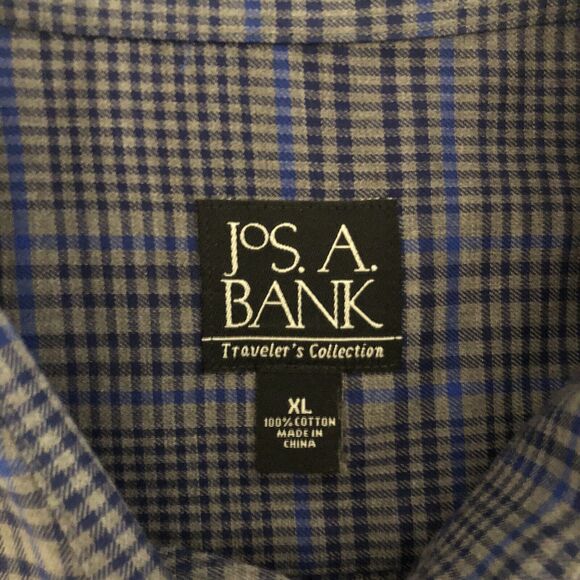 JOS. A.
BANK
Traveler's Collection
XL
100% COTTON
MADE IN
CHINA